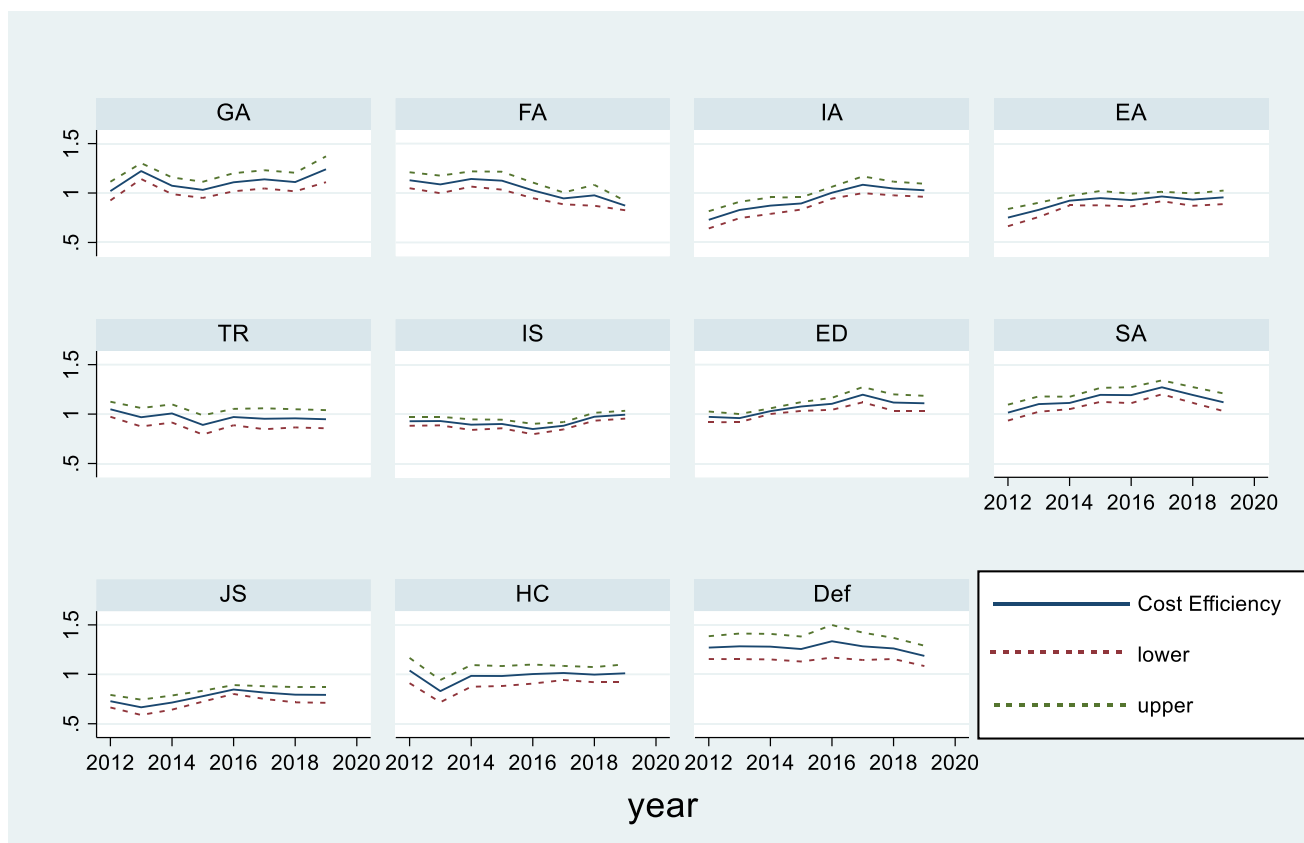 GA FA IA EA
1.5
1
.5
TR IS ED SA
1.5
1
.5
2012 2014 2016 2018 2020
JS HC Def
1.5
1
.5
Cost Efficiency
lower
upper
2012 2014 2016 2018 2020 2012 2014 2016 2018 2020 2012 2014 2016 2018 2020
year